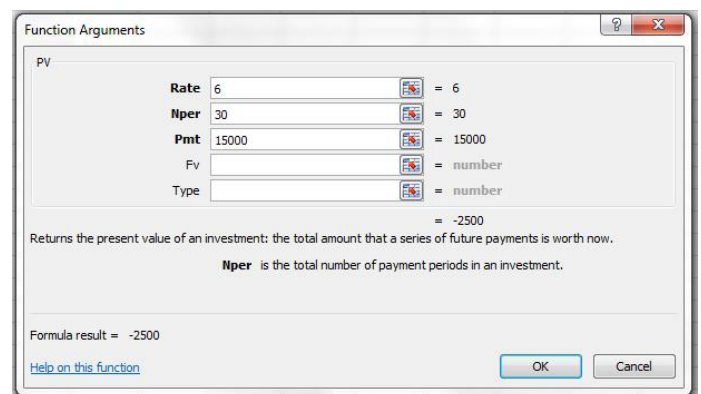 Function Arguments
PV
Rate 6 = 6
Nper 30 = 30
Pmt 15000 = 15000
Fv = number
Type = number
= -2500
Returns the present value of an investment: the total amount that a series of future payments is worth now.
Nper is the total number of payment periods in an investment.
Formula result = -2500
Help on this function OK Cancel